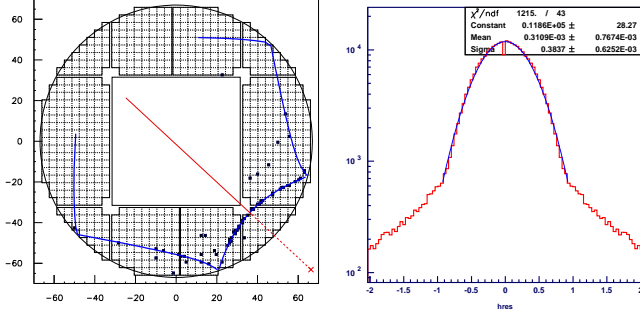 60
40
20
0
−20
−40
−60
−60 −40 −20 0 20 40 60
χ²/ndf 1215. / 43
Constant 0.1186E+05 ± 28.27
Mean 0.3109E-03 ± 0.7674E-03
Sigma 0.3837 ± 0.6252E-03
10⁴
10³
10²
-2 -1.5 -1 -0.5 0 0.5 1 1.5 2
hres